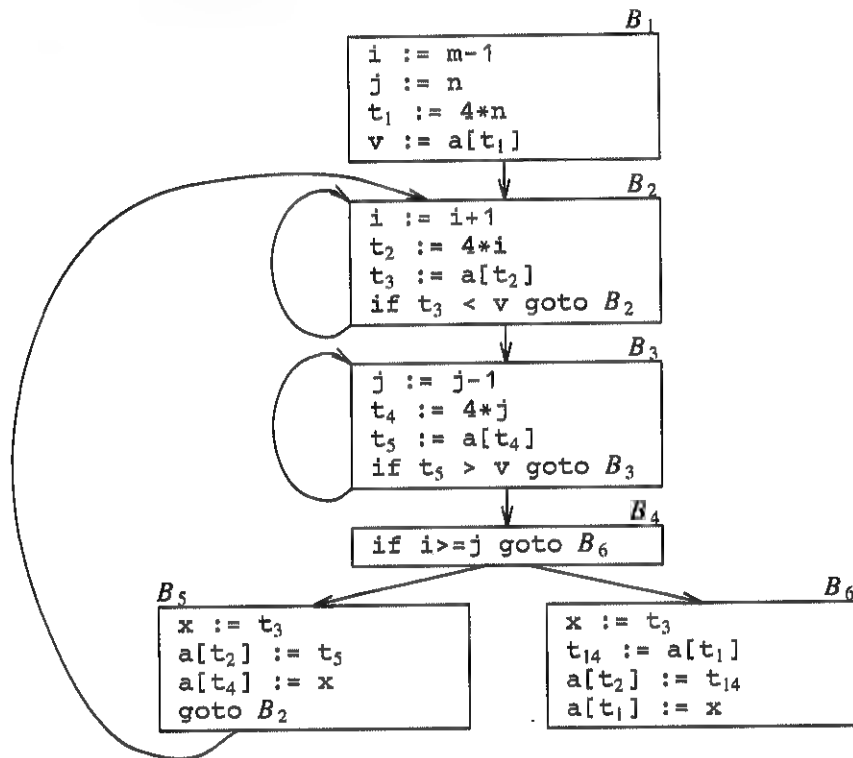 B₁
i := m-1
j := n
t₁ := 4*n
v := a[t₁]
B₂
i := i+1
t₂ := 4*i
t₃ := a[t₂]
if t₃ < v goto B₂
B₃
j := j-1
t₄ := 4*j
t₅ := a[t₄]
if t₅ > v goto B₃
B₄
if i>=j goto B₆
B₅
x := t₃
a[t₂] := t₅
a[t₄] := x
goto B₂
B₆
x := t₃
t₁₄ := a[t₁]
a[t₂] := t₁₄
a[t₁] := x